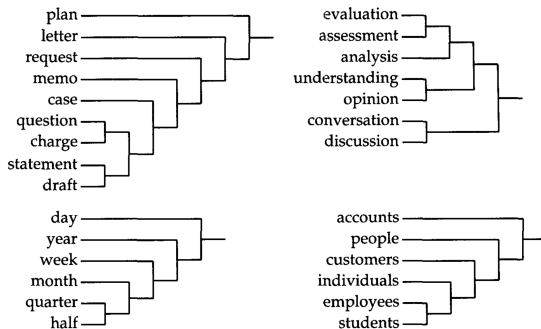 plan
letter
request
memo
case
question
charge
statement
draft
evaluation
assessment
analysis
understanding
opinion
conversation
discussion
day
year
week
month
quarter
half
accounts
people
customers
individuals
employees
students